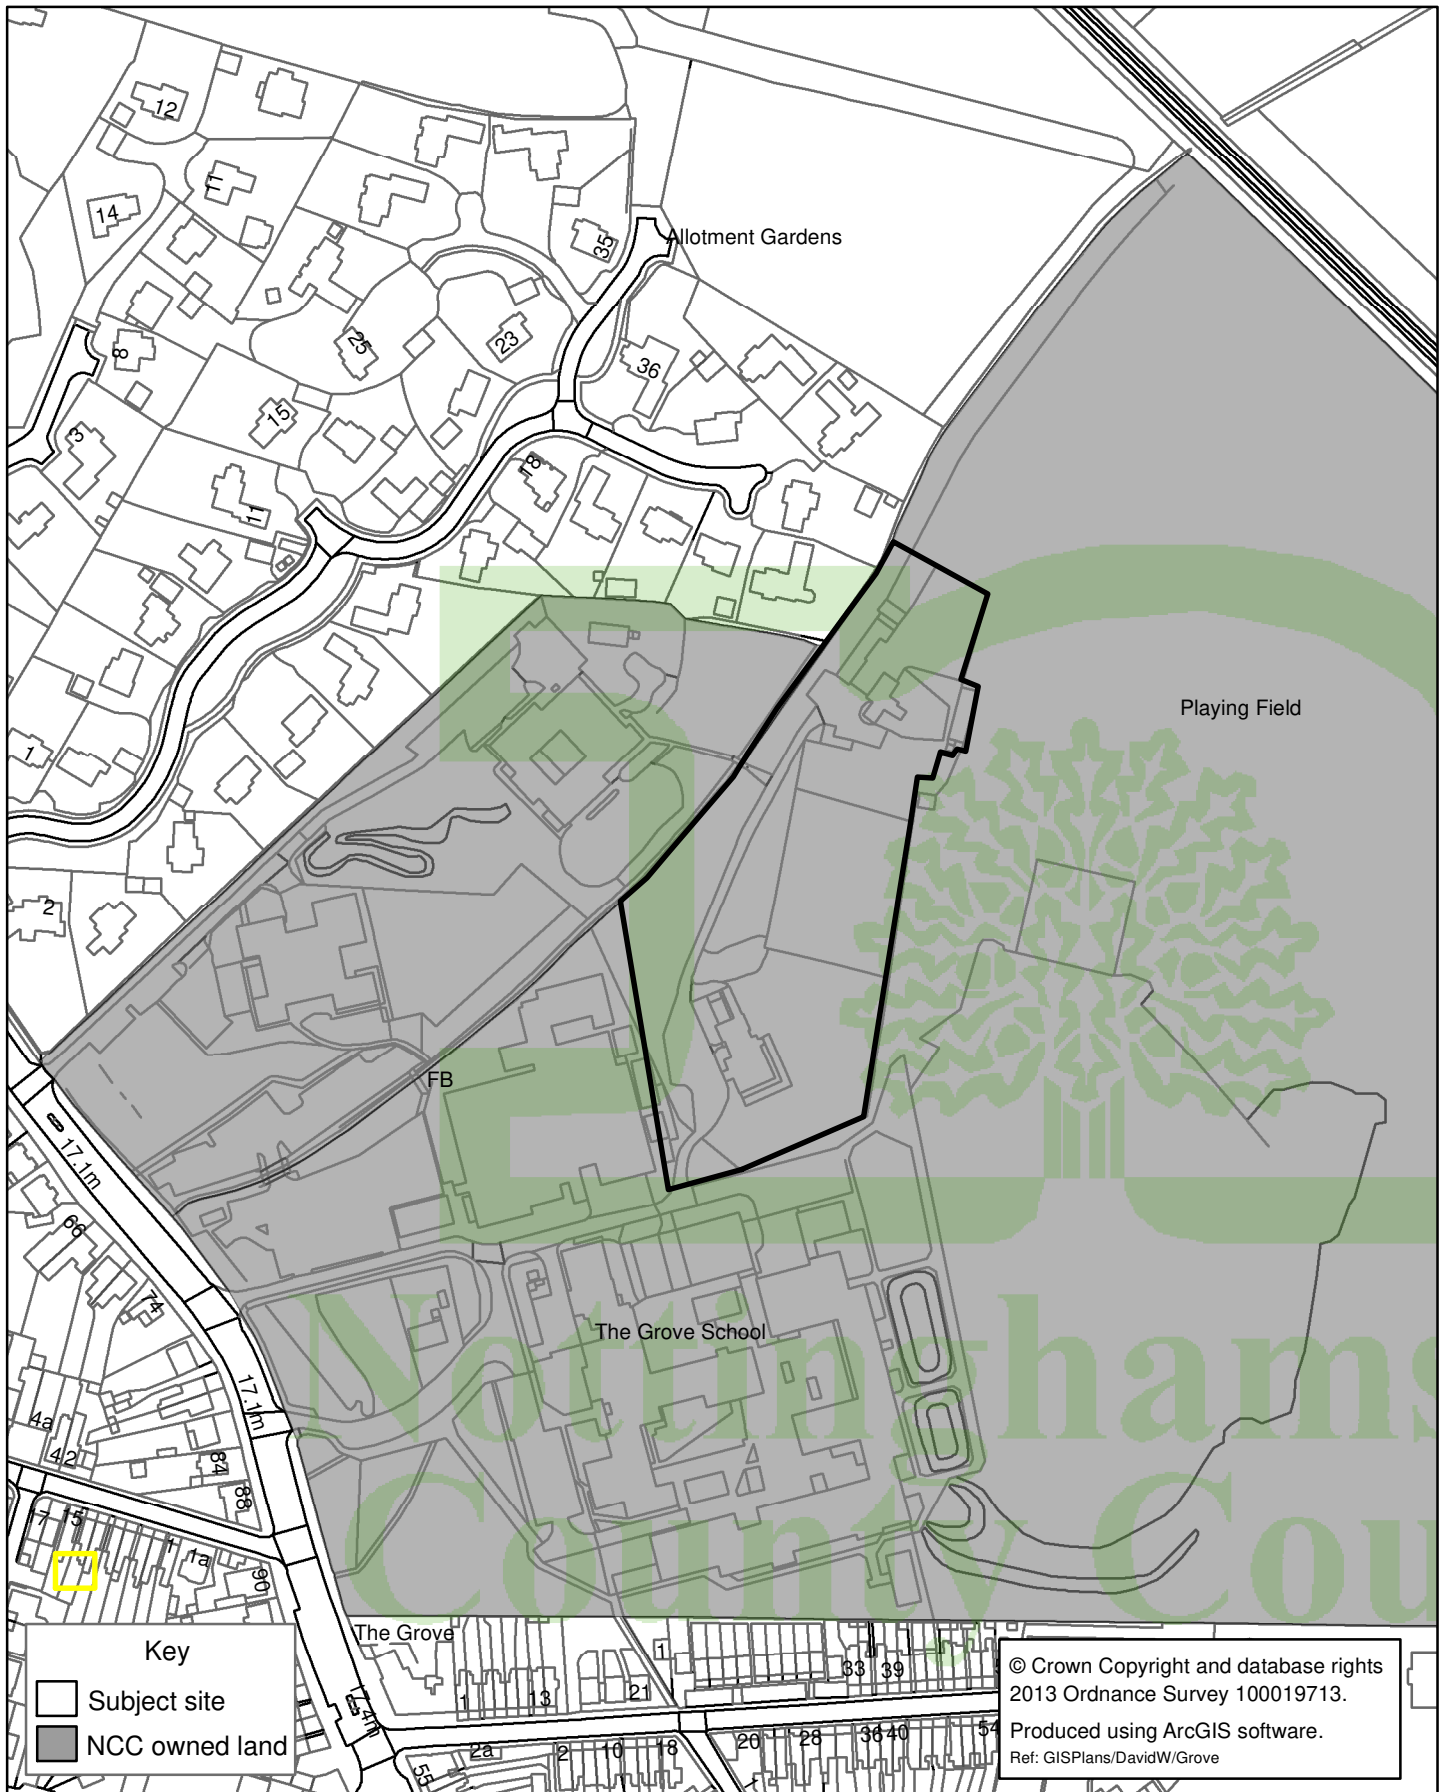 12
11
14
35
Allotment Gardens
8
25
23
36
15
3
18
11
Playing Field
1
2
FB
17.1m
66
74
The Grove School
17.1m
4a
42
84
88
17
15
1
1a
90
The Grove
1
1
13
21
33
39
17.4m
2a
2
10
18
20
28
36
40
54
55
1
Key
Subject site
NCC owned land
© Crown Copyright and database rights
2013 Ordnance Survey 100019713.
Produced using ArcGIS software.
Ref: GISPlans/DavidW/Grove
Nottinghams
County Cou